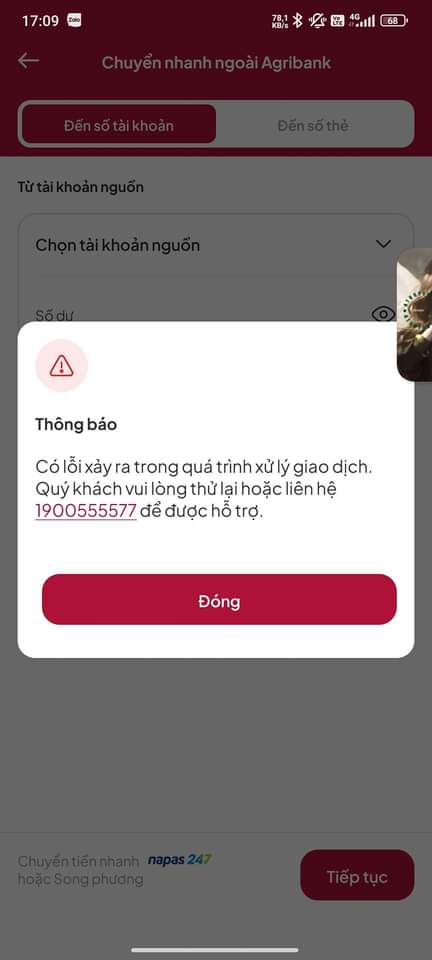 17:09 Zalo 78,1 KB/s Vo LTE 4G 68
Chuyển nhanh ngoài Agribank
Đến số tài khoản Đến số thẻ
Từ tài khoản nguồn
Chọn tài khoản nguồn
Số dư
Thông báo
Có lỗi xảy ra trong quá trình xử lý giao dịch.
Quý khách vui lòng thử lại hoặc liên hệ
1900555577 để được hỗ trợ.
Đóng
Chuyển tiền nhanh napas 247
hoặc Song phương
Tiếp tục